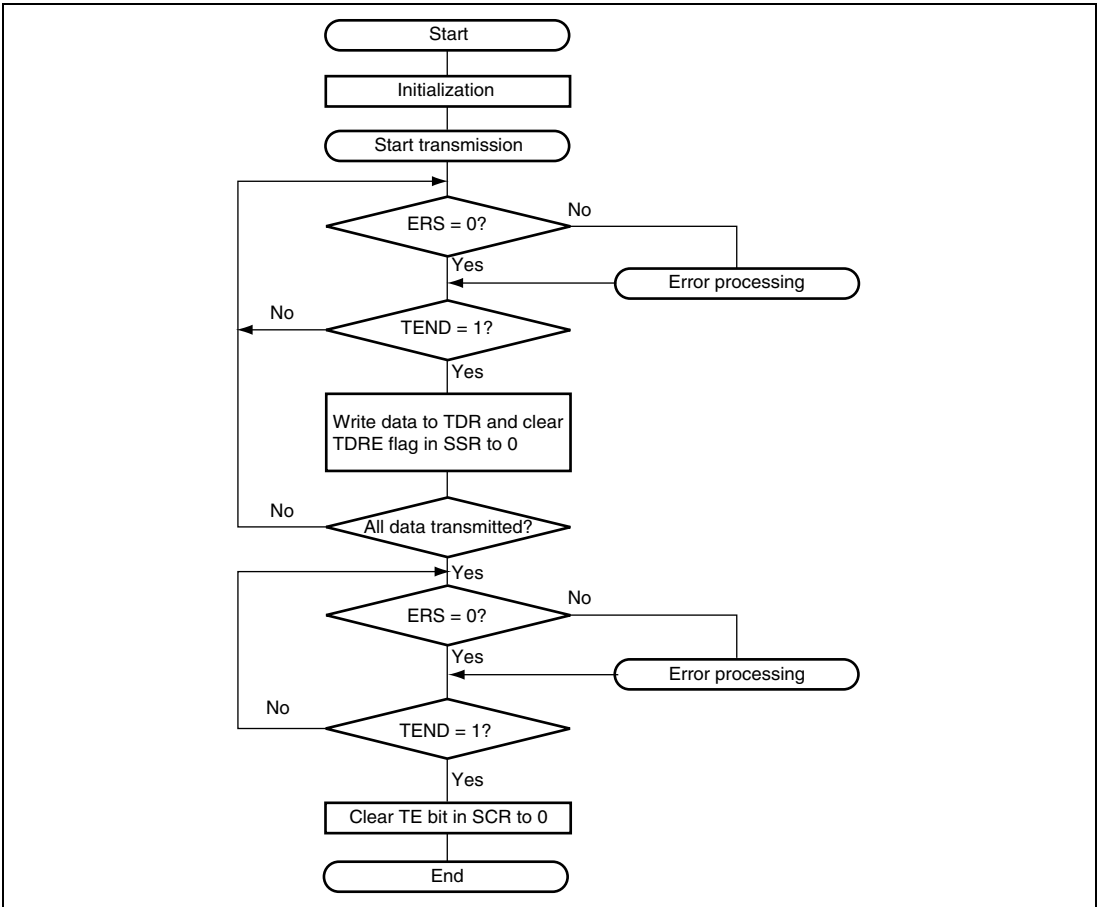 Start
Initialization
Start transmission
ERS = 0?
No
Yes
Error processing
No
TEND = 1?
Yes
Write data to TDR and clear
TDRE flag in SSR to 0
No
All data transmitted?
Yes
ERS = 0?
No
Yes
Error processing
No
TEND = 1?
Yes
Clear TE bit in SCR to 0
End